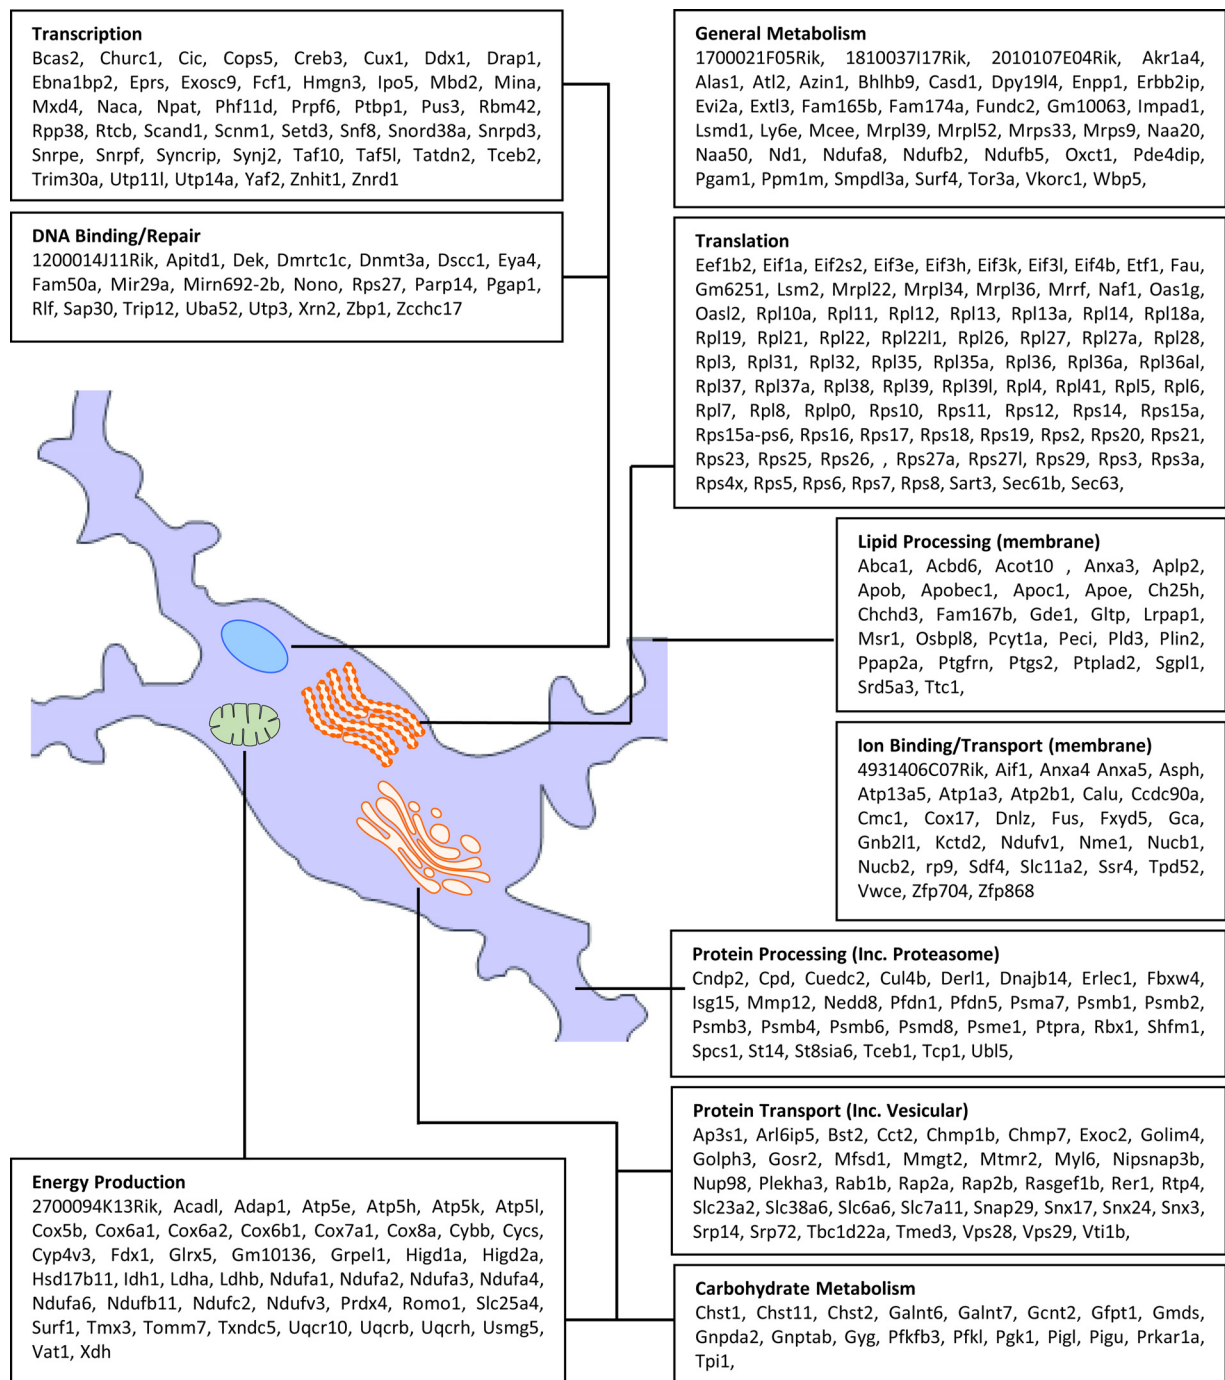 Transcription
Bcas2, Churc1, Cic, Cops5, Creb3, Cux1, Ddx1, Drap1,
Ebna1bp2, Eprs, Exosc9, Fcf1, Hmgn3, Ipo5, Mbd2, Mina,
Mxd4, Naca, Npat, Phf11d, Prpf6, Ptbp1, Pus3, Rbm42,
Rpp38, Rtcb, Scand1, Scnm1, Setd3, Snf8, Snord38a, Snrpd3,
Snrpe, Snrpf, Syncrip, Synj2, Taf10, Taf5l, Tatdn2, Tceb2,
Trim30a, Utp11l, Utp14a, Yaf2, Znhit1, Znrd1
DNA Binding/Repair
1200014J11Rik, Apitd1, Dek, Dmrtc1c, Dnmt3a, Dscc1, Eya4,
Fam50a, Mir29a, Mirn692-2b, Nono, Rps27, Parp14, Pgap1,
Rlf, Sap30, Trip12, Uba52, Utp3, Xrn2, Zbp1, Zcchc17
General Metabolism
1700021F05Rik, 1810037I17Rik, 2010107E04Rik, Akr1a4,
Alas1, Atl2, Azin1, Bhlhb9, Casd1, Dpy19l4, Enpp1, Erbb2ip,
Evi2a, Extl3, Fam165b, Fam174a, Fundc2, Gm10063, Impad1,
Lsmd1, Ly6e, Mcee, Mrpl39, Mrpl52, Mrps33, Mrps9, Naa20,
Naa50, Nd1, Ndufa8, Ndufb2, Ndufb5, Oxct1, Pde4dip,
Pgam1, Ppm1m, Smpdl3a, Surf4, Tor3a, Vkorc1, Wbp5,
Translation
Eef1b2, Eif1a, Eif2s2, Eif3e, Eif3h, Eif3k, Eif3l, Eif4b, Etf1, Fau,
Gm6251, Lsm2, Mrpl22, Mrpl34, Mrpl36, Mrrf, Naf1, Oas1g,
Oasl2, Rpl10a, Rpl11, Rpl12, Rpl13, Rpl13a, Rpl14, Rpl18a,
Rpl19, Rpl21, Rpl22, Rpl22l1, Rpl26, Rpl27, Rpl27a, Rpl28,
Rpl3, Rpl31, Rpl32, Rpl35, Rpl35a, Rpl36, Rpl36a, Rpl36al,
Rpl37, Rpl37a, Rpl38, Rpl39, Rpl39l, Rpl4, Rpl41, Rpl5, Rpl6,
Rpl7, Rpl8, Rplp0, Rps10, Rps11, Rps12, Rps14, Rps15a,
Rps15a-ps6, Rps16, Rps17, Rps18, Rps19, Rps2, Rps20, Rps21,
Rps23, Rps25, Rps26, , Rps27a, Rps27l, Rps29, Rps3, Rps3a,
Rps4x, Rps5, Rps6, Rps7, Rps8, Sart3, Sec61b, Sec63,
Lipid Processing (membrane)
Abca1, Acbd6, Acot10 , Anxa3, Aplp2,
Apob, Apobec1, Apoc1, Apoe, Ch25h,
Chchd3, Fam167b, Gde1, Gltp, Lrpap1,
Msr1, Osbpl8, Pcyt1a, Peci, Pld3, Plin2,
Ppap2a, Ptgfrn, Ptgs2, Ptplad2, Sgpl1,
Srd5a3, Ttc1,
Ion Binding/Transport (membrane)
4931406C07Rik, Aif1, Anxa4 Anxa5, Asph,
Atp13a5, Atp1a3, Atp2b1, Calu, Ccdc90a,
Cmc1, Cox17, Dnlz, Fus, Fxyd5, Gca,
Gnb2l1, Kctd2, Ndufv1, Nme1, Nucb1,
Nucb2, rp9, Sdf4, Slc11a2, Ssr4, Tpd52,
Vwce, Zfp704, Zfp868
Protein Processing (Inc. Proteasome)
Cndp2, Cpd, Cuedc2, Cul4b, Derl1, Dnajb14, Erlec1, Fbxw4,
Isg15, Mmp12, Nedd8, Pfdn1, Pfdn5, Psma7, Psmb1, Psmb2,
Psmb3, Psmb4, Psmb6, Psmd8, Psme1, Ptpra, Rbx1, Shfm1,
Spcs1, St14, St8sia6, Tceb1, Tcp1, Ubl5,
Protein Transport (Inc. Vesicular)
Ap3s1, Arl6ip5, Bst2, Cct2, Chmp1b, Chmp7, Exoc2, Golim4,
Golph3, Gosr2, Mfsd1, Mmgt2, Mtmr2, Myl6, Nipsnap3b,
Nup98, Plekha3, Rab1b, Rap2a, Rap2b, Rasgef1b, Rer1, Rtp4,
Slc23a2, Slc38a6, Slc6a6, Slc7a11, Snap29, Snx17, Snx24, Snx3,
Srp14, Srp72, Tbc1d22a, Tmed3, Vps28, Vps29, Vti1b,
Energy Production
2700094K13Rik, Acadl, Adap1, Atp5e, Atp5h, Atp5k, Atp5l,
Cox5b, Cox6a1, Cox6a2, Cox6b1, Cox7a1, Cox8a, Cybb, Cycs,
Cyp4v3, Fdx1, Glrx5, Gm10136, Grpel1, Higd1a, Higd2a,
Hsd17b11, Idh1, Ldha, Ldhb, Ndufa1, Ndufa2, Ndufa3, Ndufa4,
Ndufa6, Ndufb11, Ndufc2, Ndufv3, Prdx4, Romo1, Slc25a4,
Surf1, Tmx3, Tomm7, Txndc5, Uqcr10, Uqcrb, Uqcrh, Usmg5,
Vat1, Xdh
Carbohydrate Metabolism
Chst1, Chst11, Chst2, Galnt6, Galnt7, Gcnt2, Gfpt1, Gmds,
Gnpda2, Gnptab, Gyg, Pfkfb3, Pfkl, Pgk1, Pigl, Pigu, Prkar1a,
Tpi1,